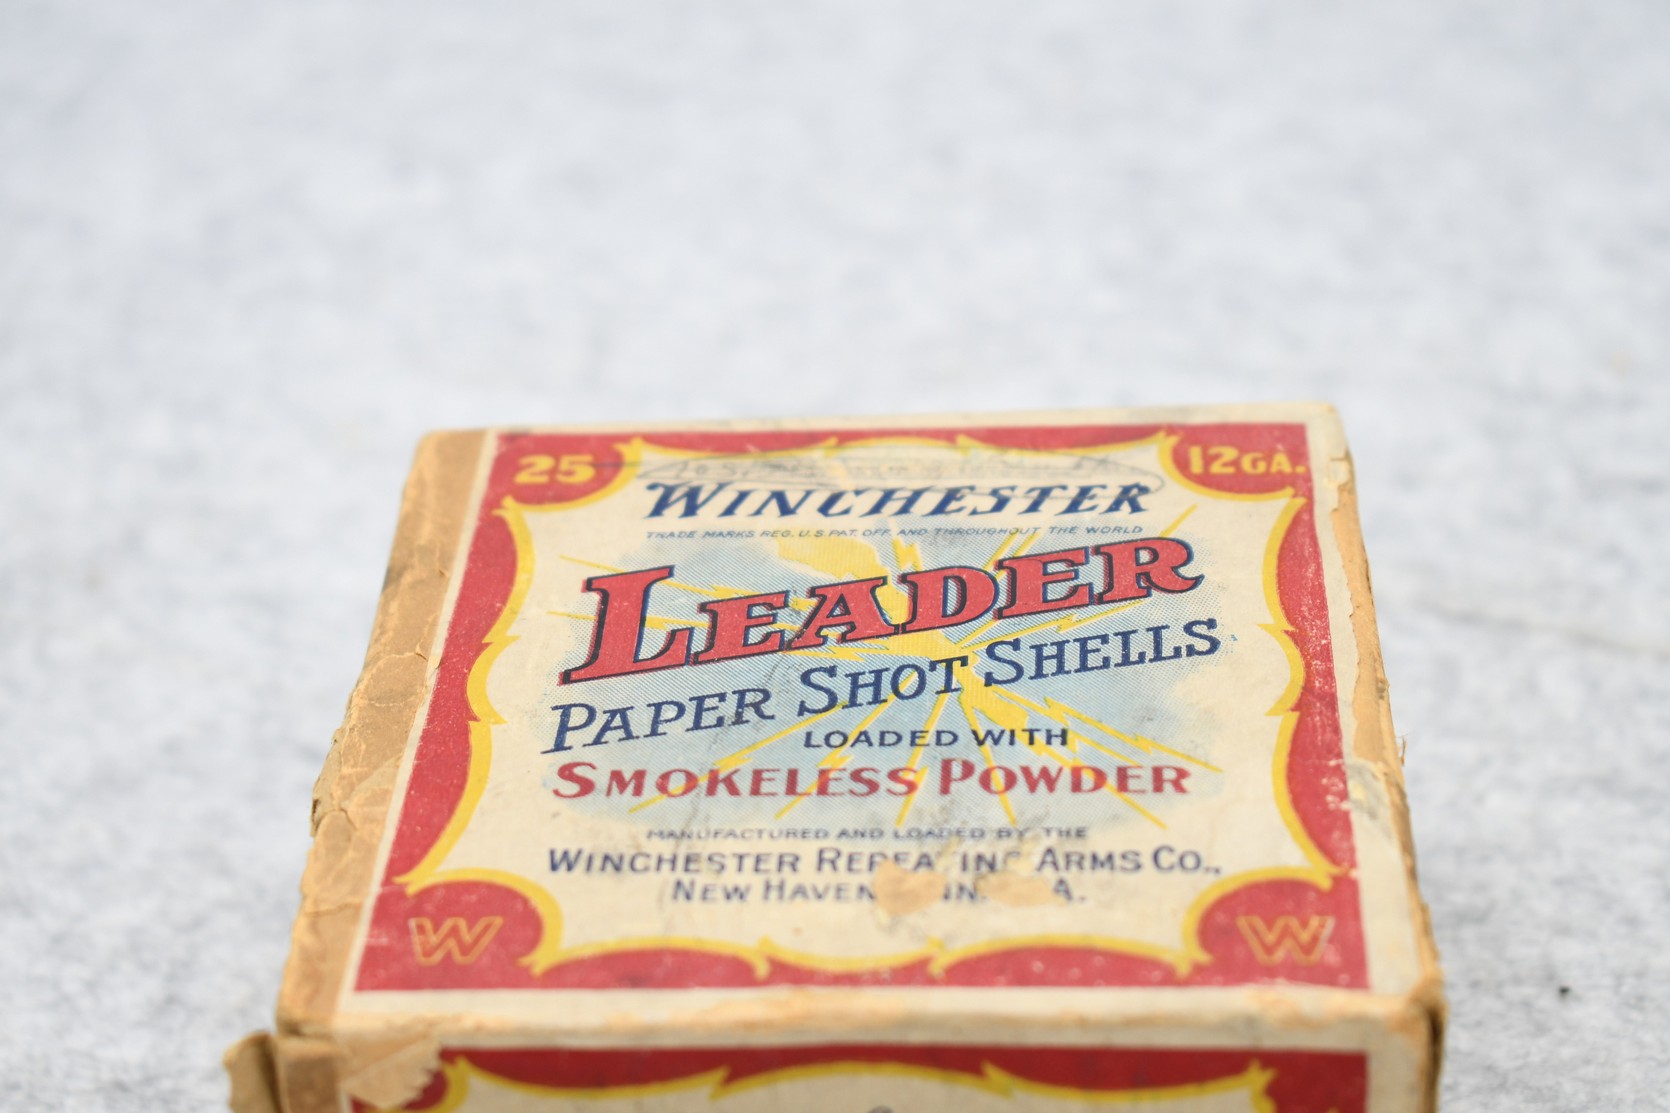 25 12GA.
WINCHESTER
TRADE MARKS REG. U.S. PAT. OFF. AND THROUGHOUT THE WORLD
LEADER
PAPER SHOT SHELLS
LOADED WITH
SMOKELESS POWDER
MANUFACTURED AND LOADED BY THE
WINCHESTER ARMS CO.,
NEW HAVEN
W W